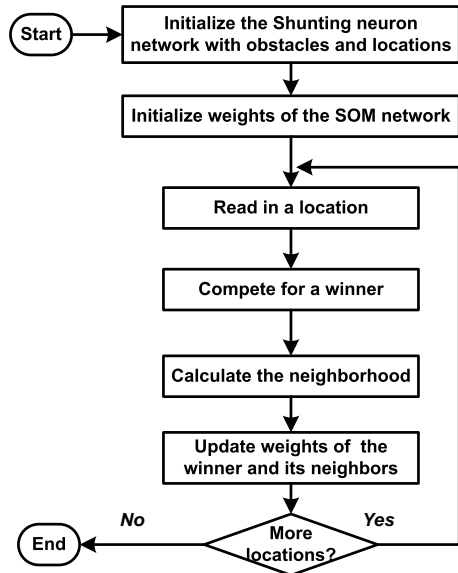 Start
Initialize the Shunting neuron
network with obstacles and locations
Initialize weights of the SOM network
Read in a location
Compete for a winner
Calculate the neighborhood
Update weights of the
winner and its neighbors
More
locations?
No
Yes
End